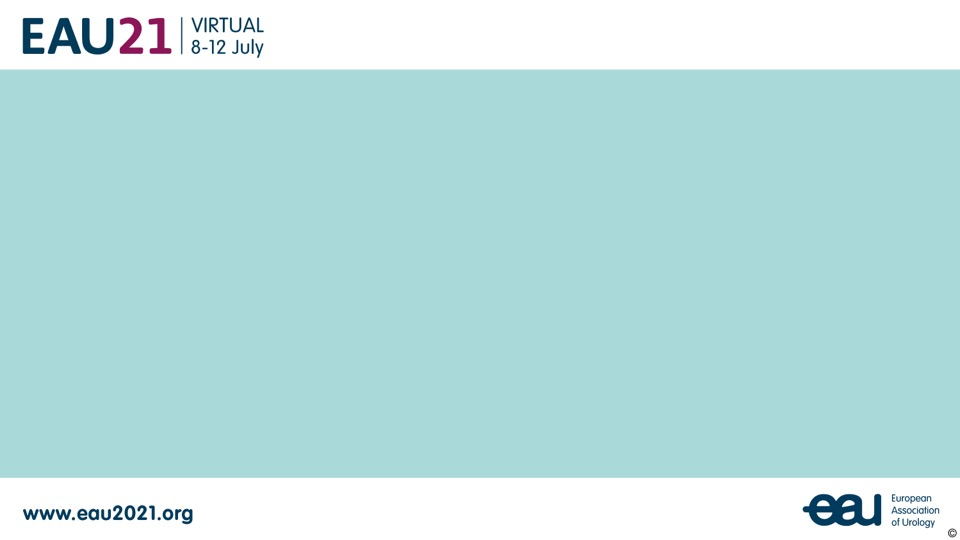 EAU21
VIRTUAL
8-12 July
www.eau2021.org
eau
European
Association
of Urology
©